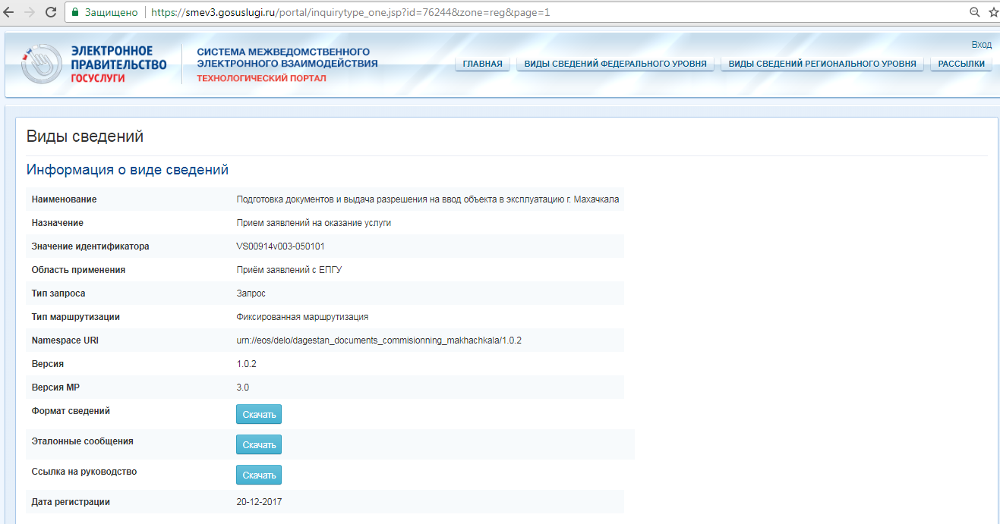 Защищено
https://smev3.gosuslugi.ru/portal/inquirytype_one.jsp?id=76244&zone=reg&page=1
Вход
ЭЛЕКТРОННОЕ
ПРАВИТЕЛЬСТВО
ГОСУСЛУГИ
СИСТЕМА МЕЖВЕДОМСТВЕННОГО
ЭЛЕКТРОННОГО ВЗАИМОДЕЙСТВИЯ
ТЕХНОЛОГИЧЕСКИЙ ПОРТАЛ
ГЛАВНАЯ ВИДЫ СВЕДЕНИЙ ФЕДЕРАЛЬНОГО УРОВНЯ ВИДЫ СВЕДЕНИЙ РЕГИОНАЛЬНОГО УРОВНЯ РАССЫЛКИ
Виды сведений
Информация о виде сведений
Наименование Подготовка документов и выдача разрешения на ввод объекта в эксплуатацию г. Махачкала
Назначение Прием заявлений на оказание услуги
Значение идентификатора VS00914v003-050101
Область применения Приём заявлений с ЕПГУ
Тип запроса Запрос
Тип маршрутизации Фиксированная маршрутизация
Namespace URI urn://eos/delo/dagestan_documents_commisionning_makhachkala/1.0.2
Версия 1.0.2
Версия МР 3.0
Формат сведений Скачать
Эталонные сообщения Скачать
Ссылка на руководство Скачать
Дата регистрации 20-12-2017